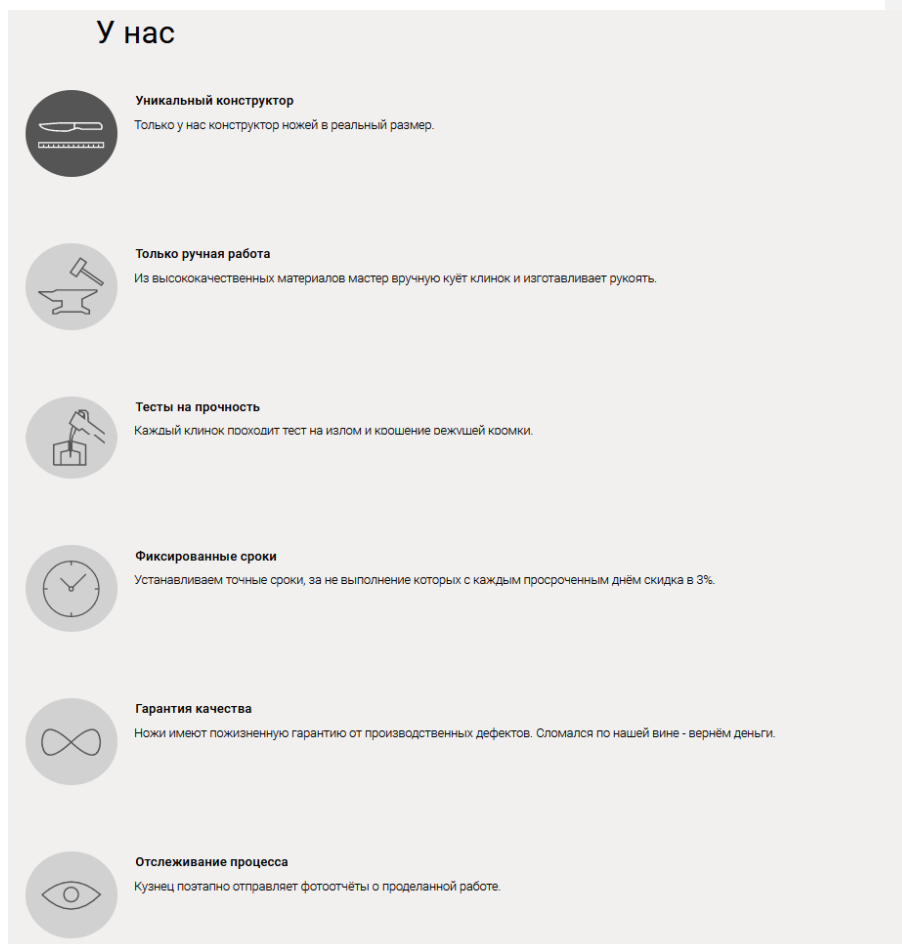 У нас
Уникальный конструктор
Только у нас конструктор ножей в реальный размер.
Только ручная работа
Из высококачественных материалов мастер вручную куёт клинок и изготавливает рукоять.
Тесты на прочность
Каждый клинок проходит тест на излом и крошение режущей кромки.
Фиксированные сроки
Устанавливаем точные сроки, за не выполнение которых с каждым просроченным днём скидка в 3%.
Гарантия качества
Ножи имеют пожизненную гарантию от производственных дефектов. Сломался по нашей вине - вернём деньги.
Отслеживание процесса
Кузнец поэтапно отправляет фотоотчёты о проделанной работе.